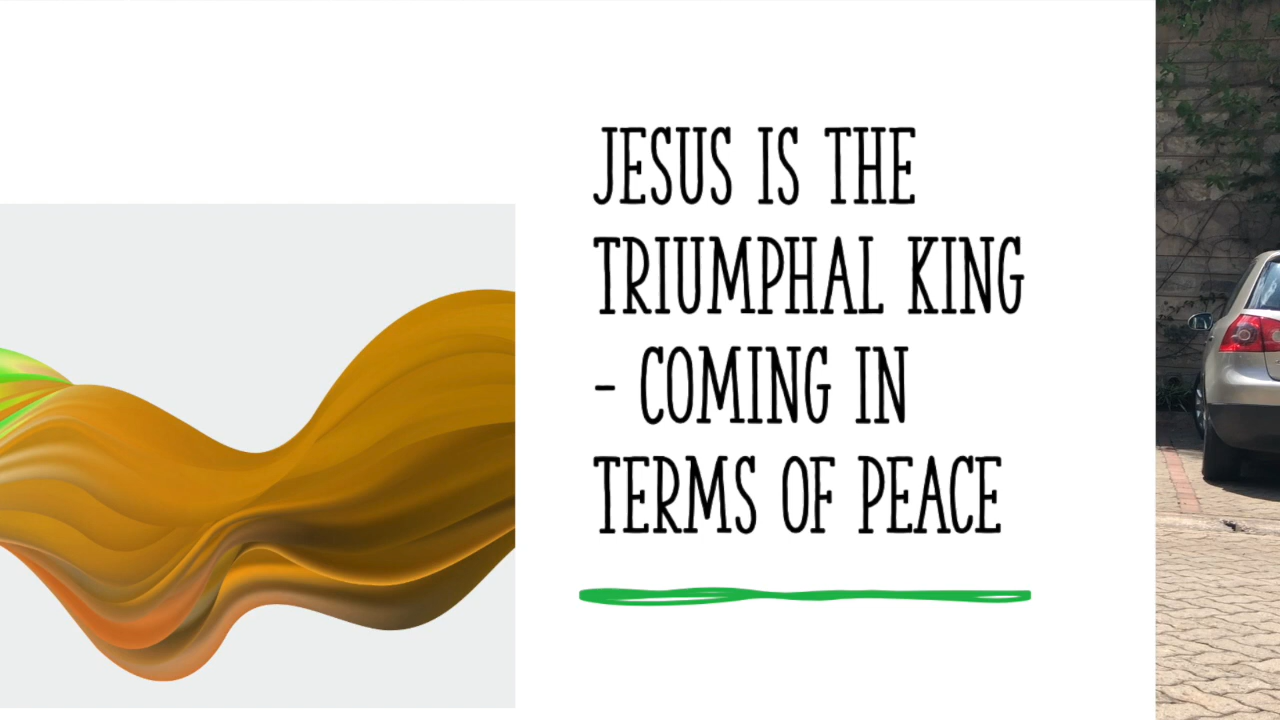 JESUS IS THE
TRIUMPHAL KING
- COMING IN
TERMS OF PEACE